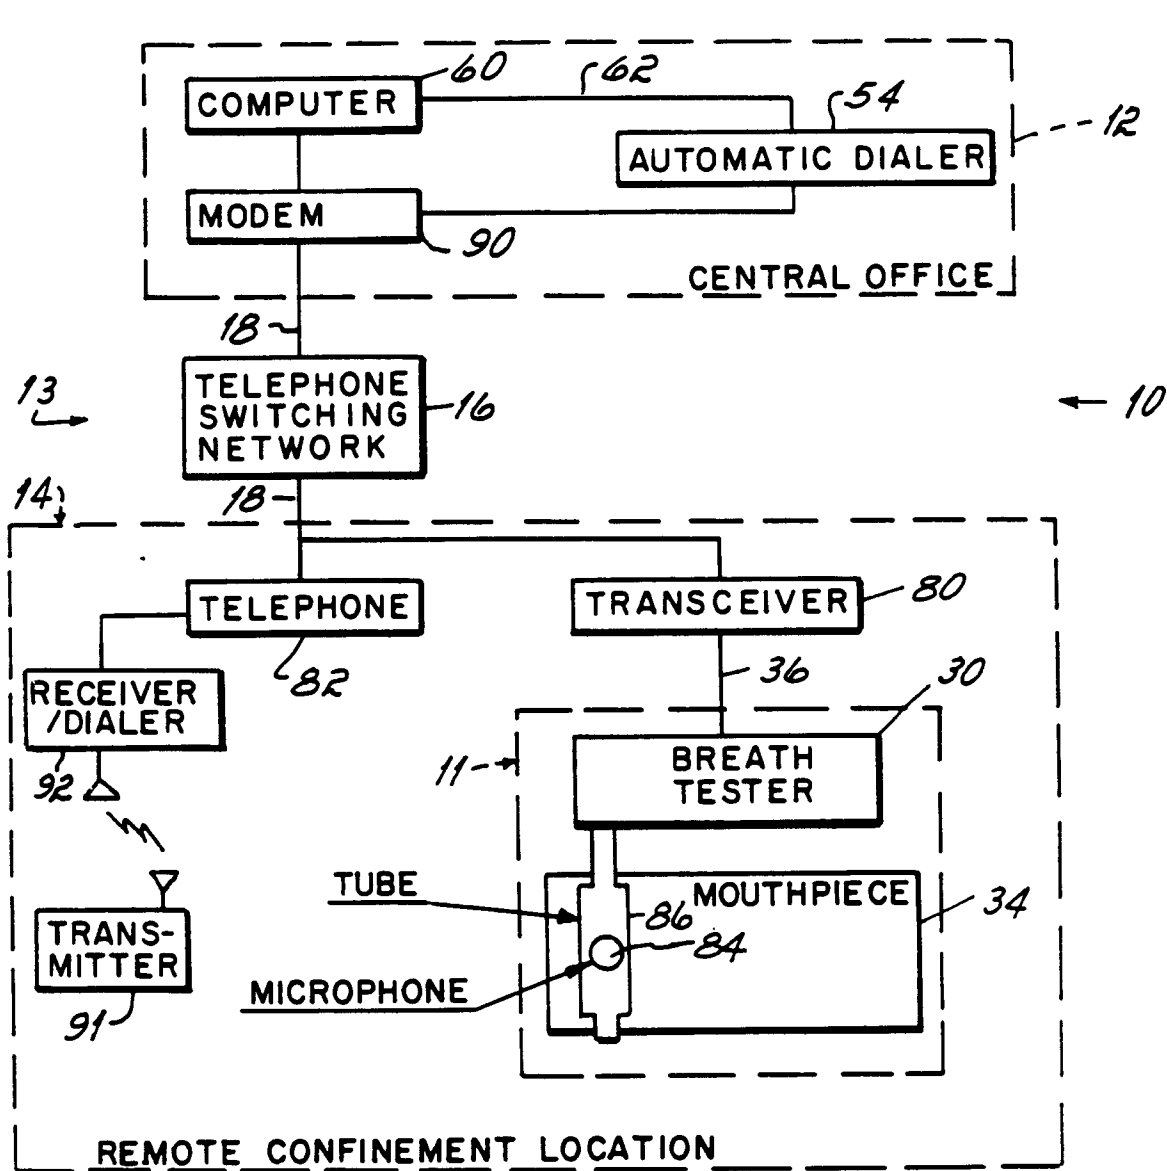 60
62
COMPUTER
54
12
AUTOMATIC DIALER
MODEM
90
CENTRAL OFFICE
18
13
TELEPHONE
SWITCHING
NETWORK
16
10
14
18
TELEPHONE
82
TRANSCEIVER
80
36
30
RECEIVER
/DIALER
92
11
BREATH
TESTER
TUBE
MOUTHPIECE
34
86
84
TRANS-
MITTER
91
MICROPHONE
REMOTE CONFINEMENT LOCATION